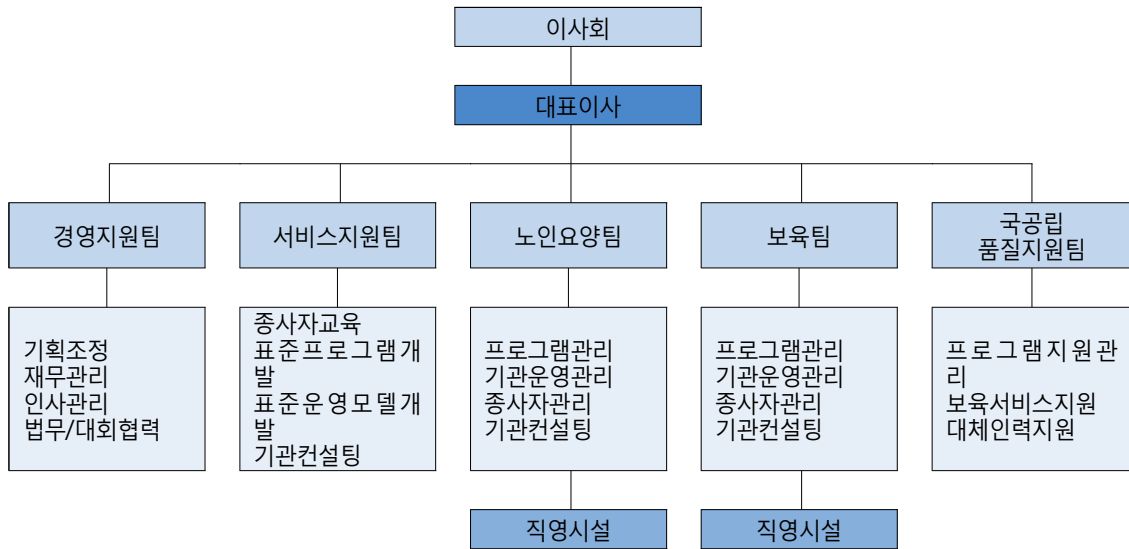 이사회
대표이사
경영지원팀
서비스지원팀
노인요양팀
보육팀
국공립
품질지원팀
기획조정
재무관리
인사관리
법무/대회협력
종사자교육
표준프로그램개
발
표준운영모델개
발
기관컨설팅
프로그램관리
기관운영관리
종사자관리
기관컨설팅
프로그램관리
기관운영관리
종사자관리
기관컨설팅
프로그램지원관
리
보육서비스지원
대체인력지원
직영시설
직영시설